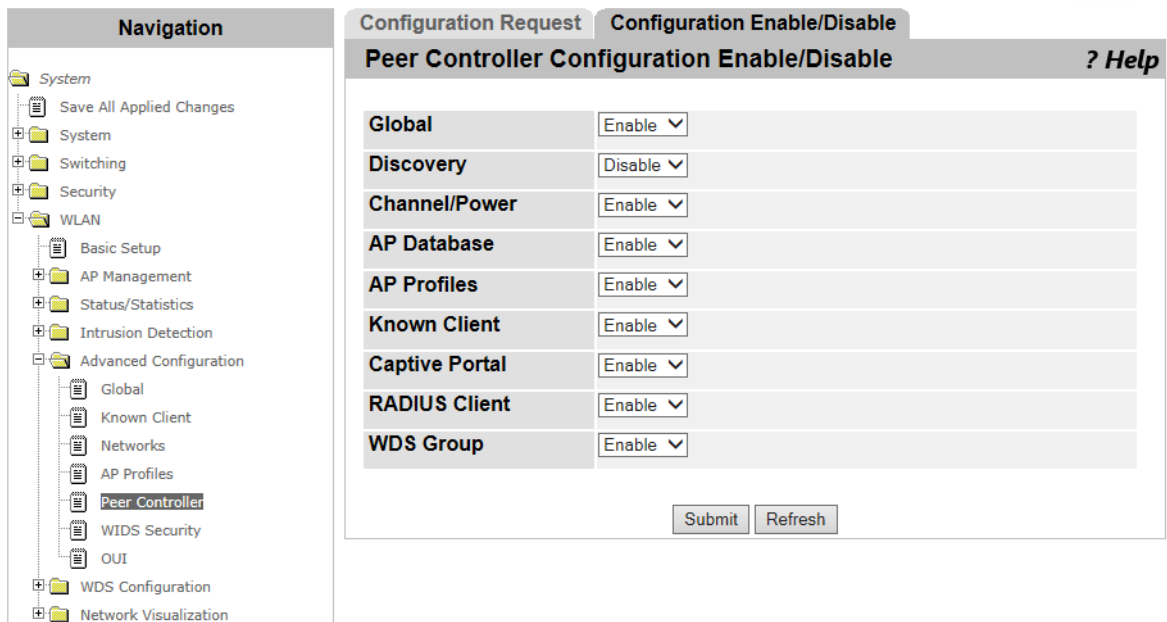 Navigation
System
Save All Applied Changes
System
Switching
Security
WLAN
Basic Setup
AP Management
Status/Statistics
Intrusion Detection
Advanced Configuration
Global
Known Client
Networks
AP Profiles
Peer Controller
WIDS Security
OUI
WDS Configuration
Network Visualization
Configuration Request Configuration Enable/Disable
Peer Controller Configuration Enable/Disable ? Help
Global Enable
Discovery Disable
Channel/Power Enable
AP Database Enable
AP Profiles Enable
Known Client Enable
Captive Portal Enable
RADIUS Client Enable
WDS Group Enable
Submit Refresh